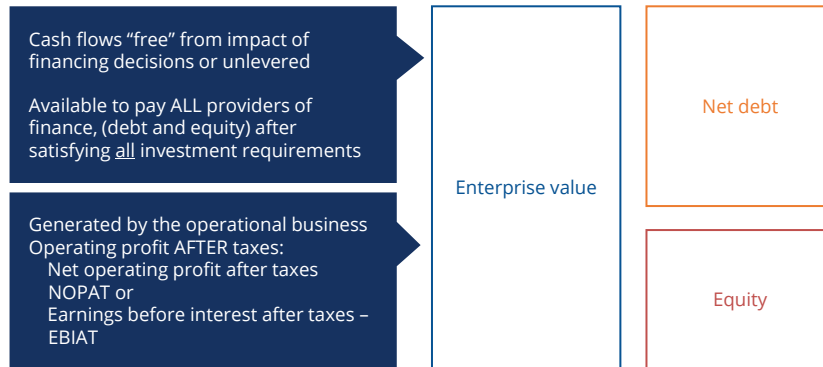 Cash flows “free” from impact of
financing decisions or unlevered
Available to pay ALL providers of
finance, (debt and equity) after
satisfying all investment requirements
Generated by the operational business
Operating profit AFTER taxes:
Net operating profit after taxes
NOPAT or
Earnings before interest after taxes –
EBIAT
Enterprise value
Net debt
Equity